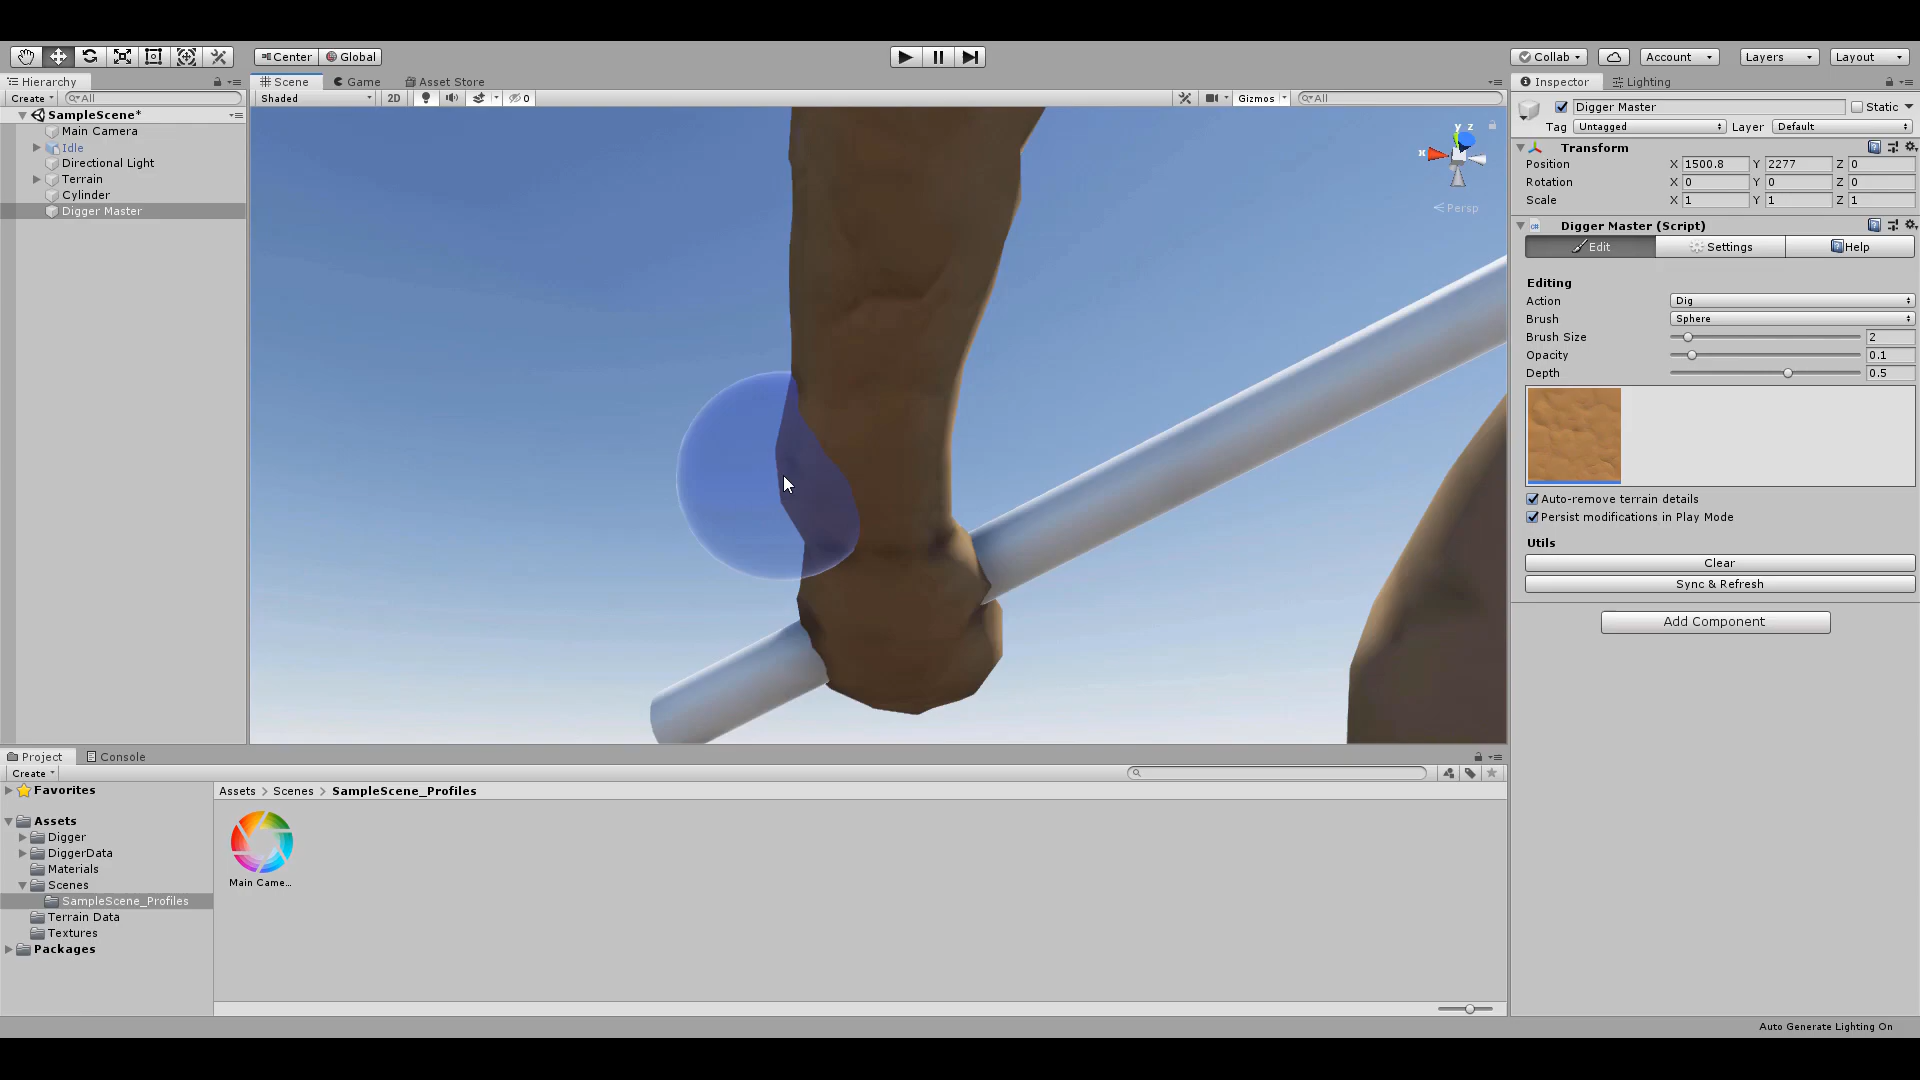 Center Global
Collab Account Layers Layout
Hierarchy
Scene Game Asset Store
Inspector Lighting
Create All
Shaded 2D 0 Gizmos All
SampleScene*
Main Camera
Idle
Directional Light
Terrain
Cylinder
Digger Master
y z
x
Persp
Digger Master Static
Tag Untagged Layer Default
Transform
Position X 1500.8 Y 2277 Z 0
Rotation X 0 Y 0 Z 0
Scale X 1 Y 1 Z 1
Digger Master (Script)
Edit Settings Help
Editing
Action Dig
Brush Sphere
Brush Size 2
Opacity 0.1
Depth 0.5
Auto-remove terrain details
Persist modifications in Play Mode
Utils
Clear
Sync & Refresh
Add Component
Project Console
Create
Favorites
Assets
Digger
DiggerData
Materials
Scenes
SampleScene_Profiles
Terrain Data
Textures
Packages
Assets > Scenes > SampleScene_Profiles
Main Came...
Auto Generate Lighting On